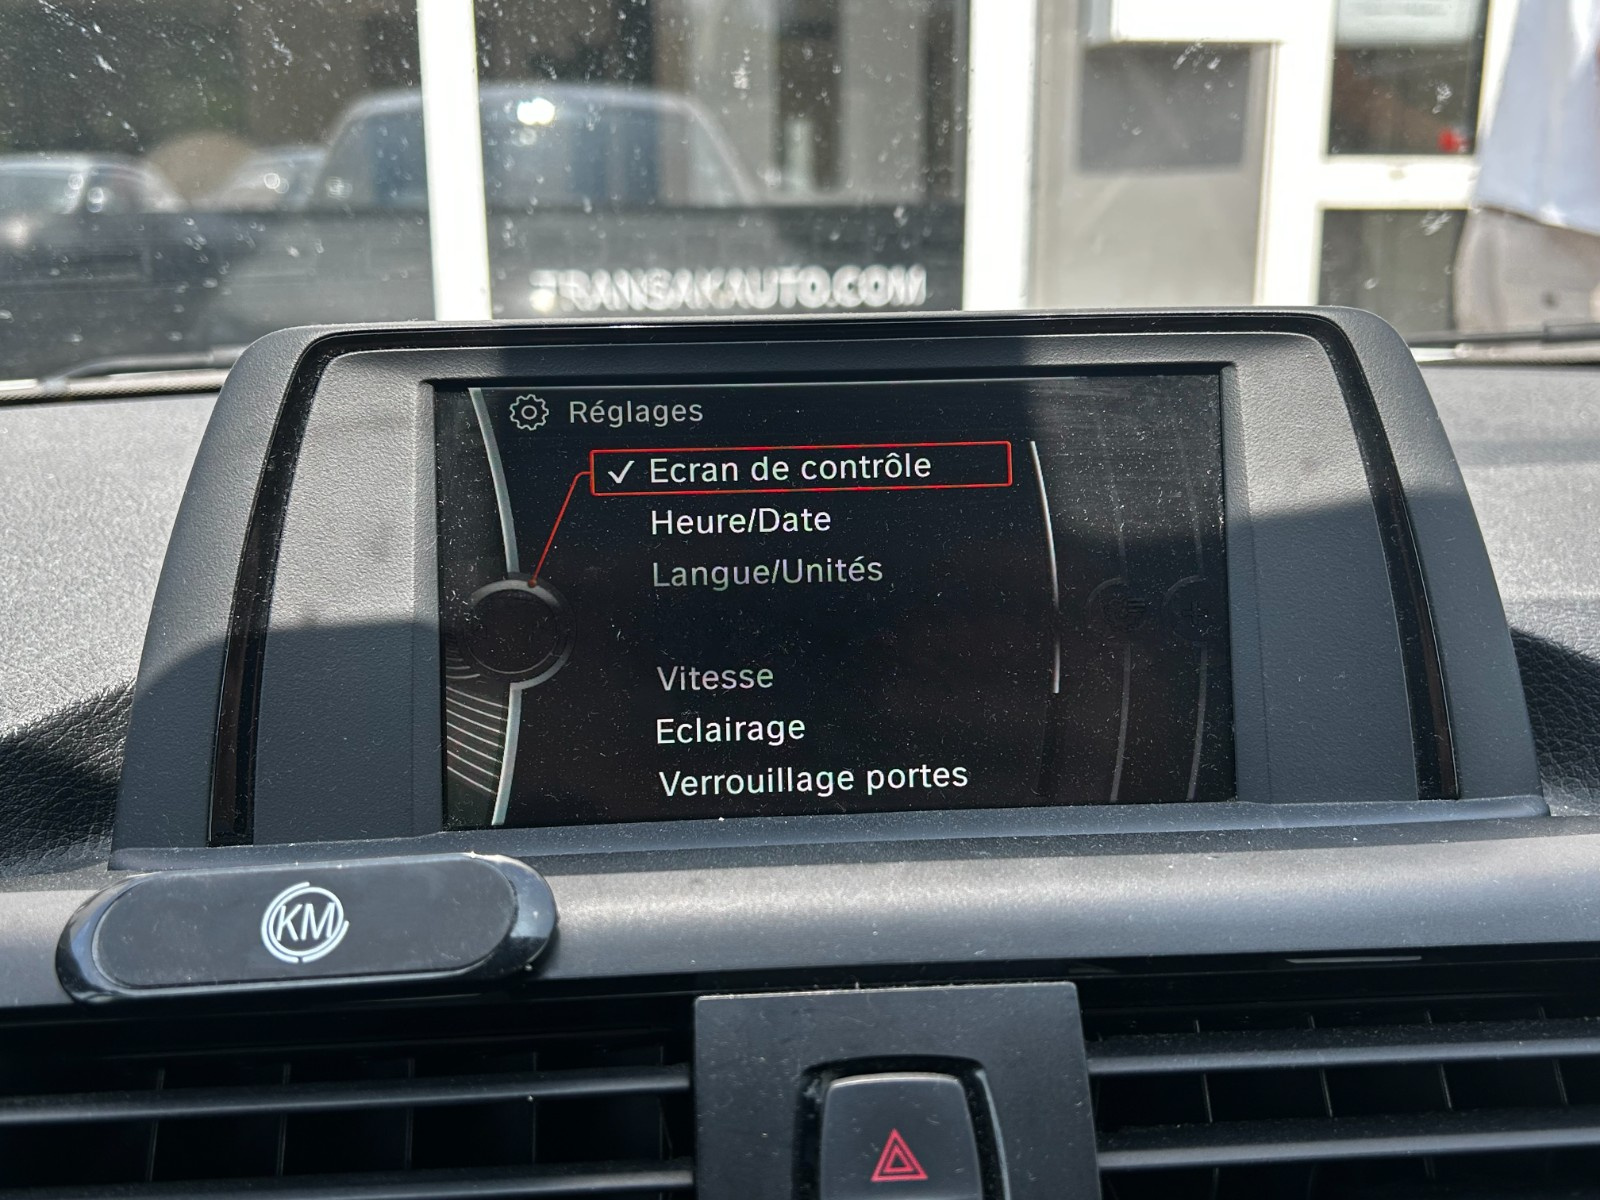 TRANSAKAUTO.COM
Réglages
✓ Ecran de contrôle
Heure/Date
Langue/Unités
Vitesse
Eclairage
Verrouillage portes
KM